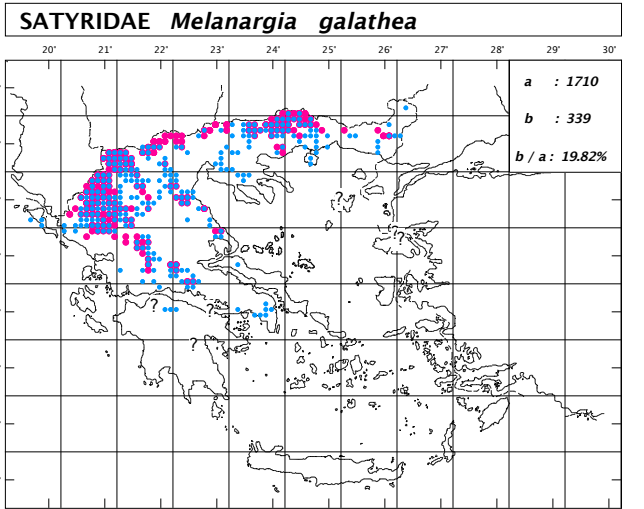 SATYRIDAE Melanargia galathea
20' 21' 22' 23' 24' 25' 26' 27' 28' 29' 30'
a : 1710
b : 339
b / a : 19.82%
?
?
? ?
?